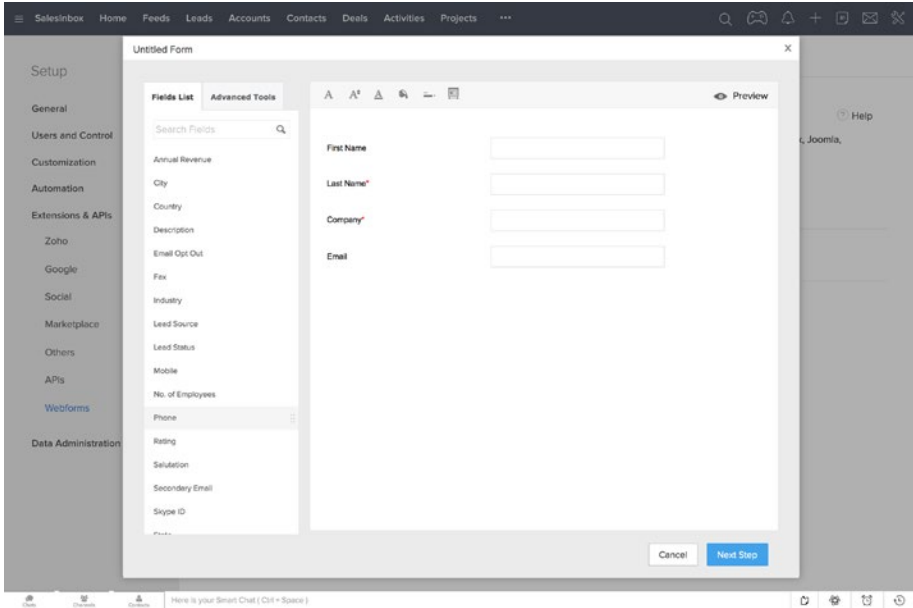 SalesInbox Home Feeds Leads Accounts Contacts Deals Activities Projects •••
Untitled Form X
Setup
General
Users and Control
Customization
Automation
Extensions & APIs
Zoho
Google
Social
Marketplace
Others
APIs
Webforms
Data Administration
Fields List Advanced Tools
Search Fields
Annual Revenue
City
Country
Description
Email Opt Out
Fax
Industry
Lead Source
Lead Status
Mobile
No. of Employees
Phone
Rating
Salutation
Secondary Email
Skype ID
State
Preview
First Name
Last Name*
Company*
Email
Help
Joomla,
Cancel Next Step
Chats Channels Contacts Here is your Smart Chat ( Ctrl + Space )